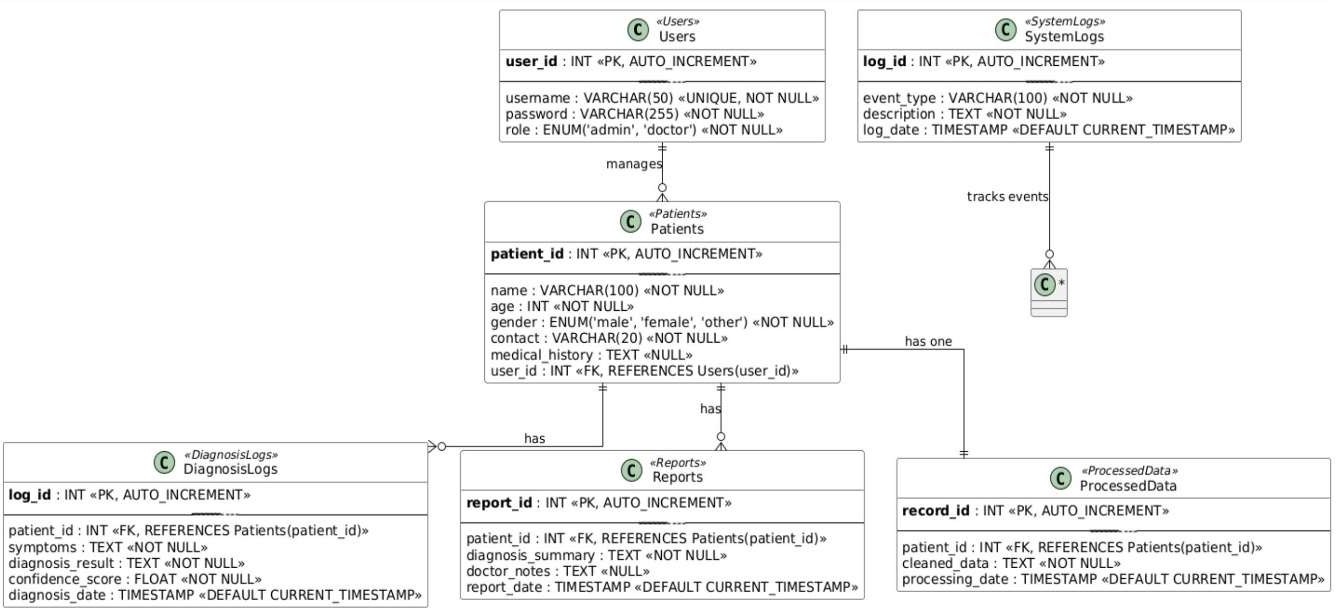 C «Users»
Users
user_id : INT «PK, AUTO_INCREMENT»
username : VARCHAR(50) «UNIQUE, NOT NULL»
password : VARCHAR(255) «NOT NULL»
role : ENUM('admin', 'doctor') «NOT NULL»
C «SystemLogs»
SystemLogs
log_id : INT «PK, AUTO_INCREMENT»
event_type : VARCHAR(100) «NOT NULL»
description : TEXT «NOT NULL»
log_date : TIMESTAMP «DEFAULT CURRENT_TIMESTAMP»
manages
tracks events
C *
C «Patients»
Patients
patient_id : INT «PK, AUTO_INCREMENT»
name : VARCHAR(100) «NOT NULL»
age : INT «NOT NULL»
gender : ENUM('male', 'female', 'other') «NOT NULL»
contact : VARCHAR(20) «NOT NULL»
medical_history : TEXT «NULL»
user_id : INT «FK, REFERENCES Users(user_id)»
has one
has
has
C «DiagnosisLogs»
DiagnosisLogs
log_id : INT «PK, AUTO_INCREMENT»
patient_id : INT «FK, REFERENCES Patients(patient_id)»
symptoms : TEXT «NOT NULL»
diagnosis_result : TEXT «NOT NULL»
confidence_score : FLOAT «NOT NULL»
diagnosis_date : TIMESTAMP «DEFAULT CURRENT_TIMESTAMP»
C «Reports»
Reports
report_id : INT «PK, AUTO_INCREMENT»
patient_id : INT «FK, REFERENCES Patients(patient_id)»
diagnosis_summary : TEXT «NOT NULL»
doctor_notes : TEXT «NULL»
report_date : TIMESTAMP «DEFAULT CURRENT_TIMESTAMP»
C «ProcessedData»
ProcessedData
record_id : INT «PK, AUTO_INCREMENT»
patient_id : INT «FK, REFERENCES Patients(patient_id)»
cleaned_data : TEXT «NOT NULL»
processing_date : TIMESTAMP «DEFAULT CURRENT_TIMESTAMP»